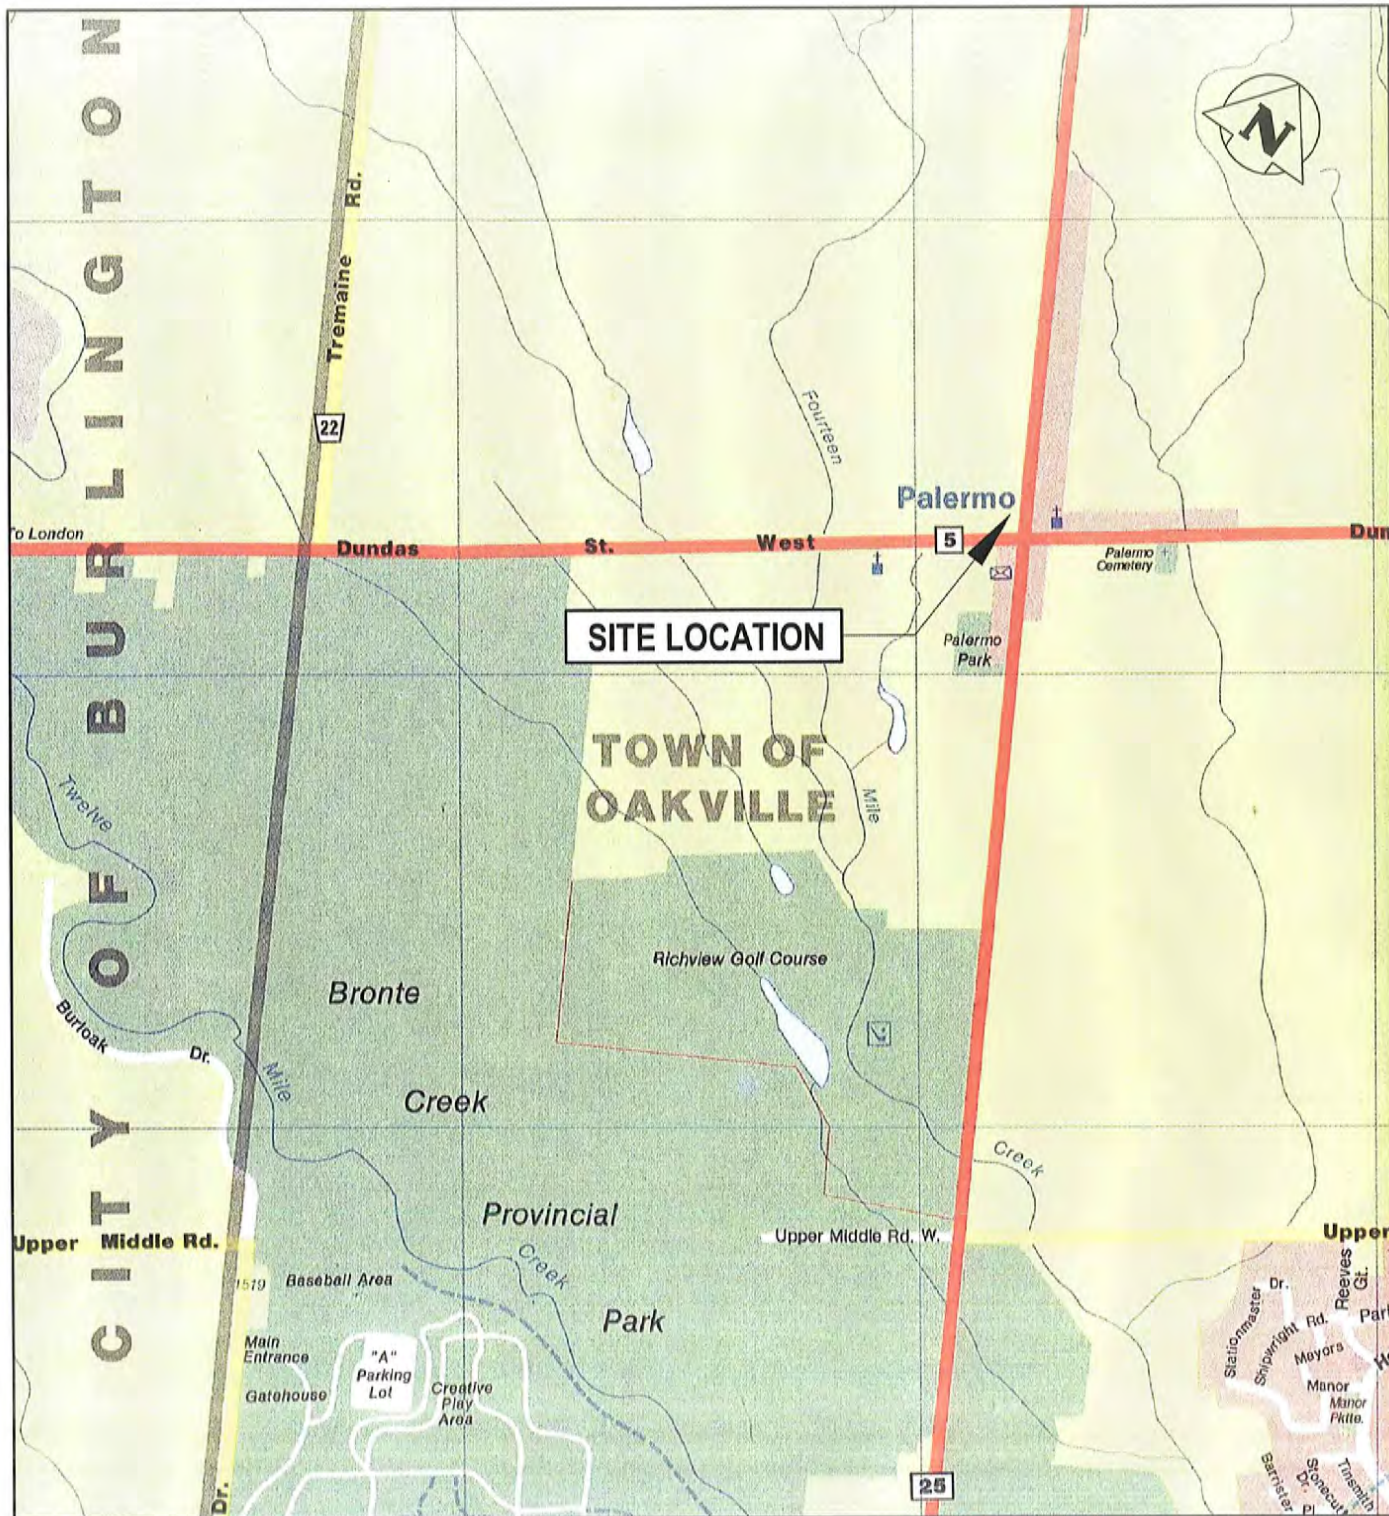 N
CITY OF BURLINGTON
Tremaine Rd.
22
Fourteen
Palermo
To London
Dundas St. West
5
Dun
Palermo
Cemetery
SITE LOCATION
Palermo
Park
TOWN OF
OAKVILLE
Mile
Twelve
Richview Golf Course
Bronte
Burloak Dr.
Mile
Creek
Creek
Provincial
Upper Middle Rd. W.
Upper Middle Rd.
Upper
Creek
1519
Baseball Area
Park
Main
Entrance
"A"
Parking
Lot
Gatehouse
Creative
Play
Area
Dr.
25
Stationmaster Dr.
Shipwright Rd.
Reeves
Gt.
Mayors
Manor
Manor
Pkte.
Barrister
Stonecutt
Dr.
Tinsmith
Pl